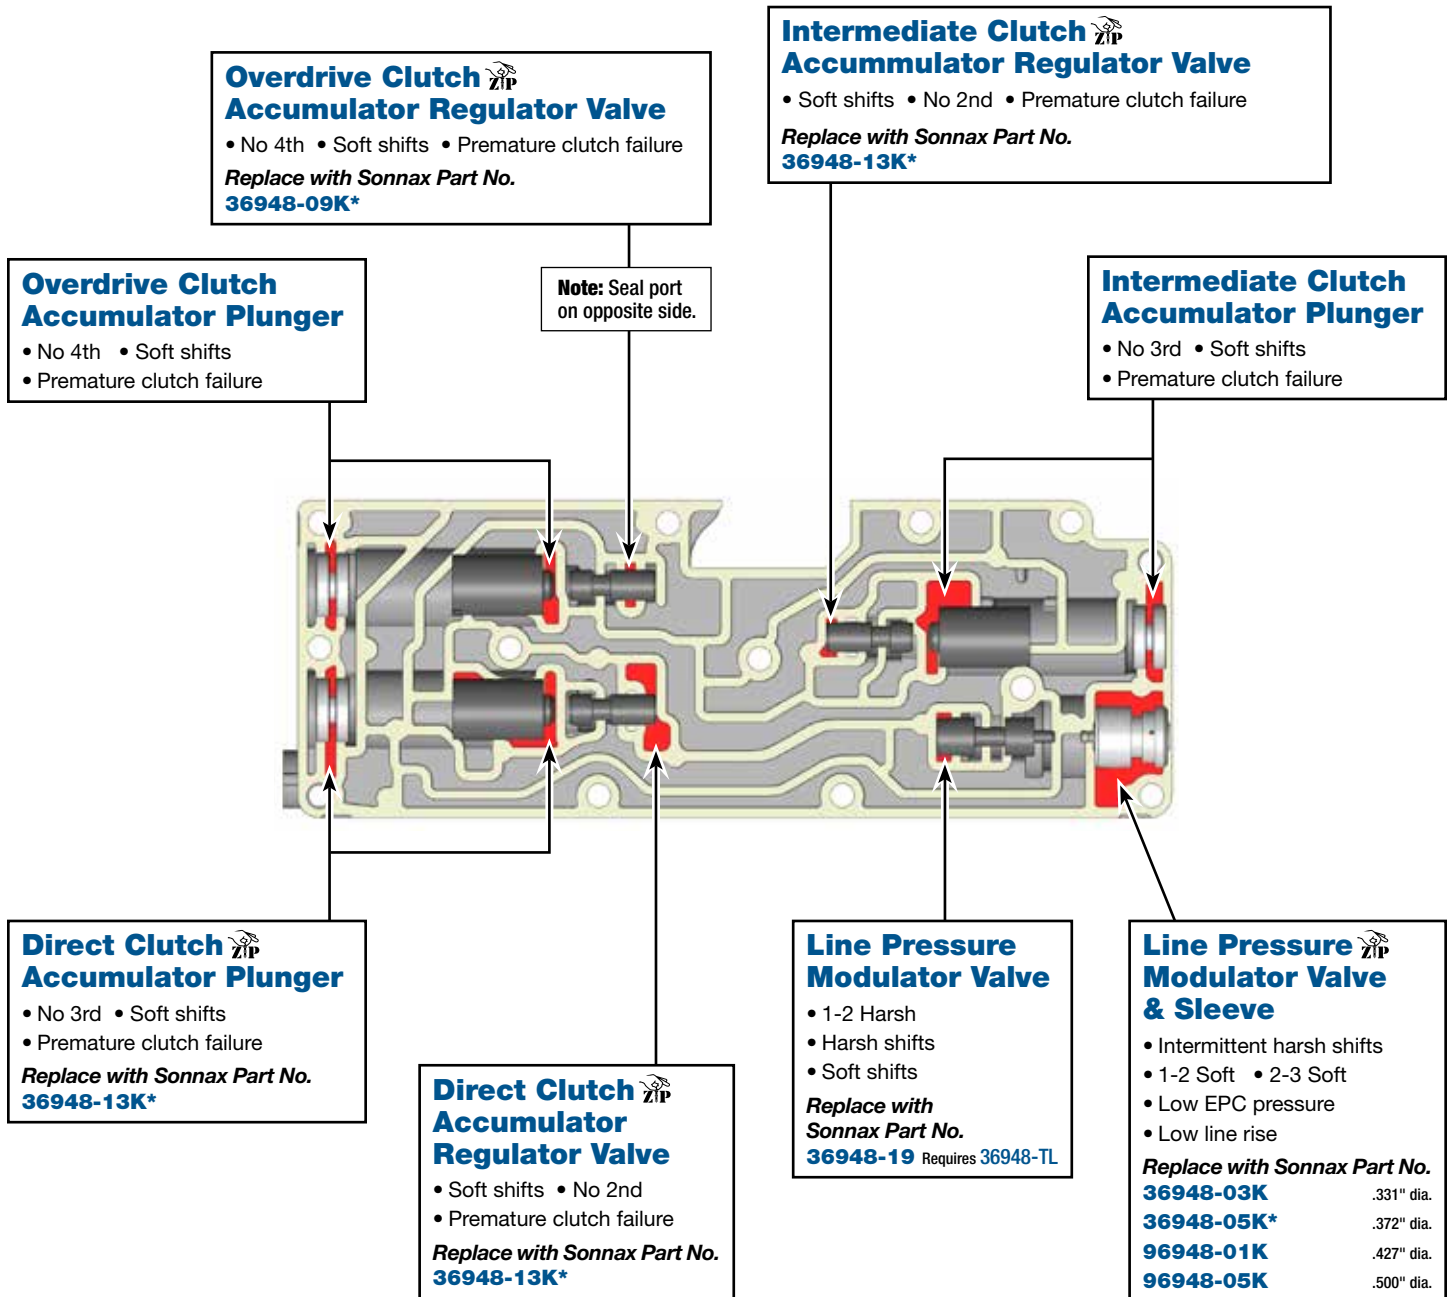 Overdrive Clutch ZIP
Accumulator Regulator Valve
• No 4th • Soft shifts • Premature clutch failure
Replace with Sonnax Part No.
36948-09K*
Intermediate Clutch ZIP
Accummulator Regulator Valve
• Soft shifts • No 2nd • Premature clutch failure
Replace with Sonnax Part No.
36948-13K*
Overdrive Clutch
Accumulator Plunger
• No 4th • Soft shifts
• Premature clutch failure
Note: Seal port
on opposite side.
Intermediate Clutch
Accumulator Plunger
• No 3rd • Soft shifts
• Premature clutch failure
Direct Clutch ZIP
Accumulator Plunger
• No 3rd • Soft shifts
• Premature clutch failure
Replace with Sonnax Part No.
36948-13K*
Direct Clutch ZIP
Accumulator
Regulator Valve
• Soft shifts • No 2nd
• Premature clutch failure
Replace with Sonnax Part No.
36948-13K*
Line Pressure
Modulator Valve
• 1-2 Harsh
• Harsh shifts
• Soft shifts
Replace with
Sonnax Part No.
36948-19 Requires 36948-TL
Line Pressure ZIP
Modulator Valve
& Sleeve
• Intermittent harsh shifts
• 1-2 Soft • 2-3 Soft
• Low EPC pressure
• Low line rise
Replace with Sonnax Part No.
36948-03K .331" dia.
36948-05K* .372" dia.
96948-01K .427" dia.
96948-05K .500" dia.